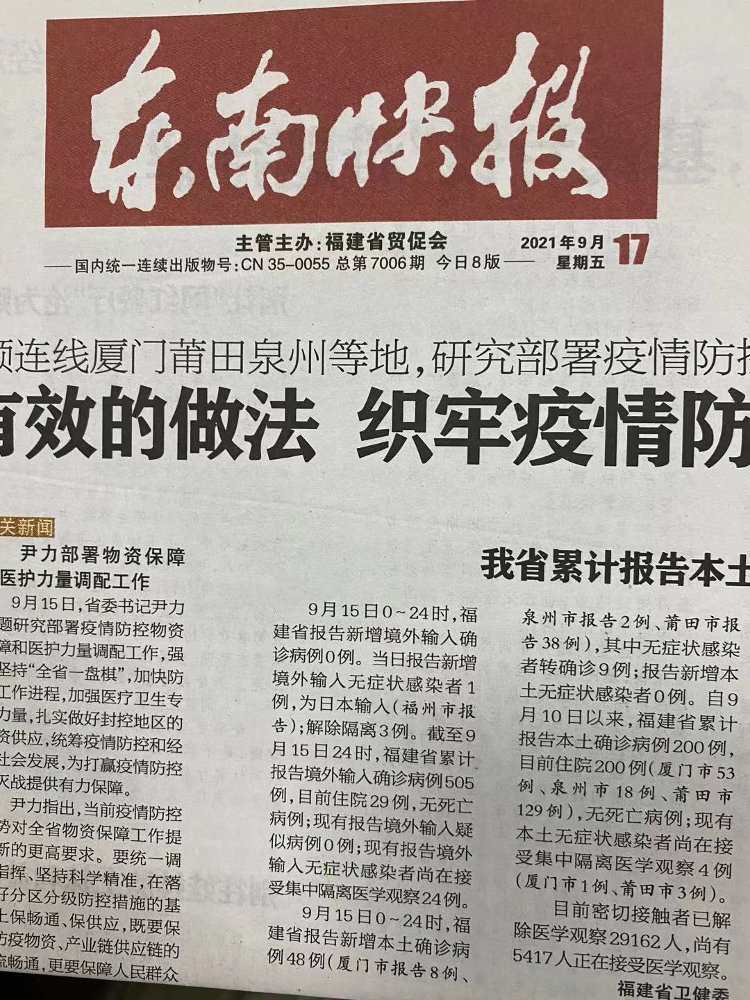 东南快报
主管主办：福建省贸促会
国内统一连续出版物号：CN 35-0055 总第7006期 今日8版
2021年9月
星期五
17
频连线厦门莆田泉州等地，研究部署疫情防控
有效的做法 织牢疫情防
关新闻
尹力部署物资保障
医护力量调配工作
9月15日，省委书记尹力
题研究部署疫情防控物资
障和医护力量调配工作，强
坚持“全省一盘棋”，加快防
工作进程，加强医疗卫生专
力量，扎实做好封控地区的
资供应，统筹疫情防控和经
社会发展，为打赢疫情防控
灭战提供有力保障。
尹力指出，当前疫情防控
势对全省物资保障工作提
新的更高要求。要统一调
指挥、坚持科学精准，在落
好分区分级防控措施的基
上保畅通、保供应，既要保
防疫物资、产业链供应链的
流畅通，更要保障人民群众
我省累计报告本土
9月15日0～24时，福
建省报告新增境外输入确
诊病例0例。当日报告新增
境外输入无症状感染者1
例，为日本输入（福州市报
告）；解除隔离3例。截至9
月15日24时，福建省累计
报告境外输入确诊病例505
例，目前住院29例，无死亡
病例；现有报告境外输入疑
似病例0例；现有报告境外
输入无症状感染者尚在接
受集中隔离医学观察24例。
9月15日0～24时，福
建省报告新增本土确诊病
例48例（厦门市报告8例、
泉州市报告2例、莆田市报
告38例），其中无症状感染
者转确诊9例；报告新增本
土无症状感染者0例。自9
月10日以来，福建省累计
报告本土确诊病例200例，
目前住院200例（厦门市53
例、泉州市18例、莆田市
129例），无死亡病例；现有
本土无症状感染者尚在接
受集中隔离医学观察4例
（厦门市1例、莆田市3例）。
目前密切接触者已解
除医学观察29162人，尚有
5417人正在接受医学观察。
福建省卫健委